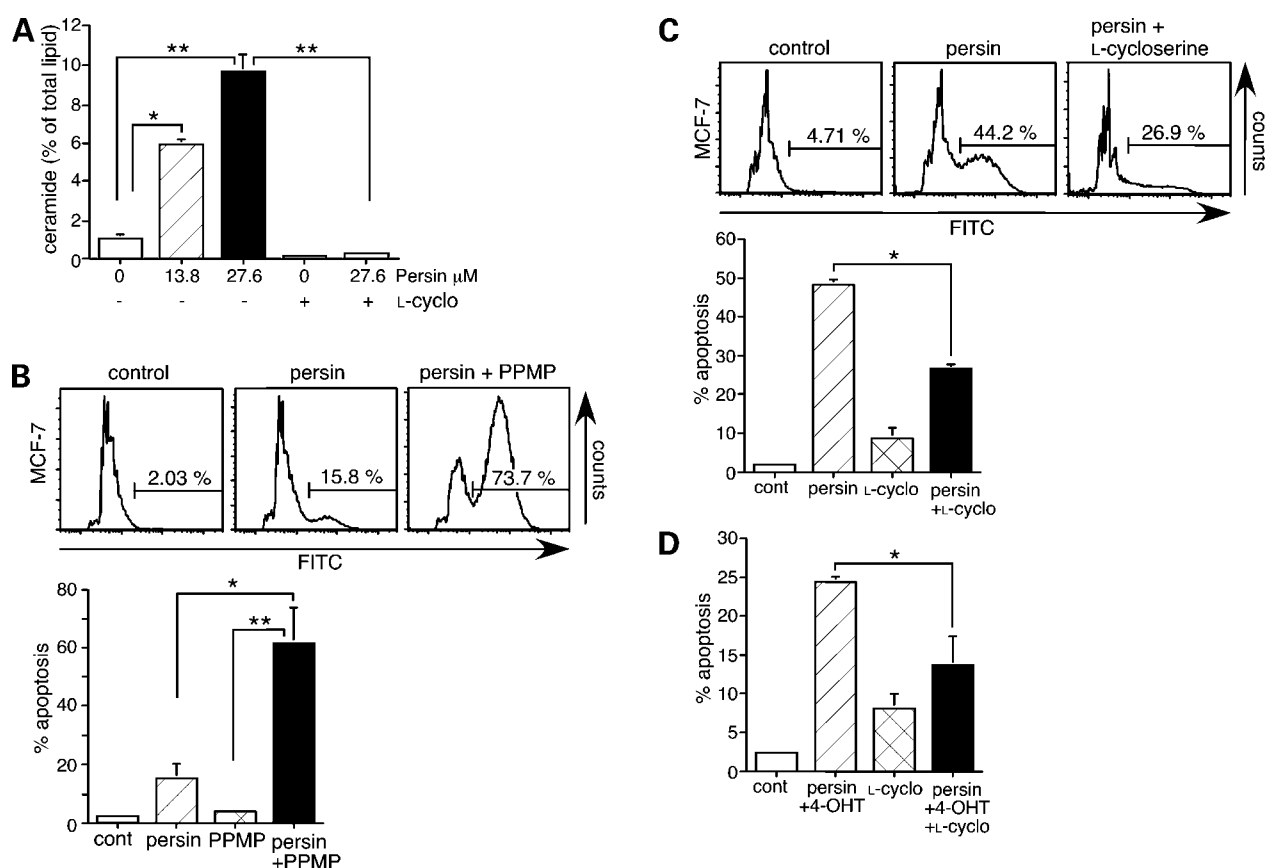 A
ceramide (% of total lipid)
12
10
8
6
4
2
0
**
**
*
0 13.8 27.6 0 27.6 Persin μM
- - - + + L-cyclo
B
control persin persin + PPMP
MCF-7
2.03 % 15.8 % 73.7 %
counts
FITC
% apoptosis
80
60
40
20
0
*
**
cont persin PPMP persin
+PPMP
C
control persin persin +
L-cycloserine
MCF-7
4.71 % 44.2 % 26.9 %
counts
FITC
% apoptosis
60
50
40
30
20
10
0
*
cont persin L-cyclo persin
+L-cyclo
D
% apoptosis
30
25
20
15
10
5
0
*
cont persin L-cyclo persin
+4-OHT +4-OHT
+L-cyclo